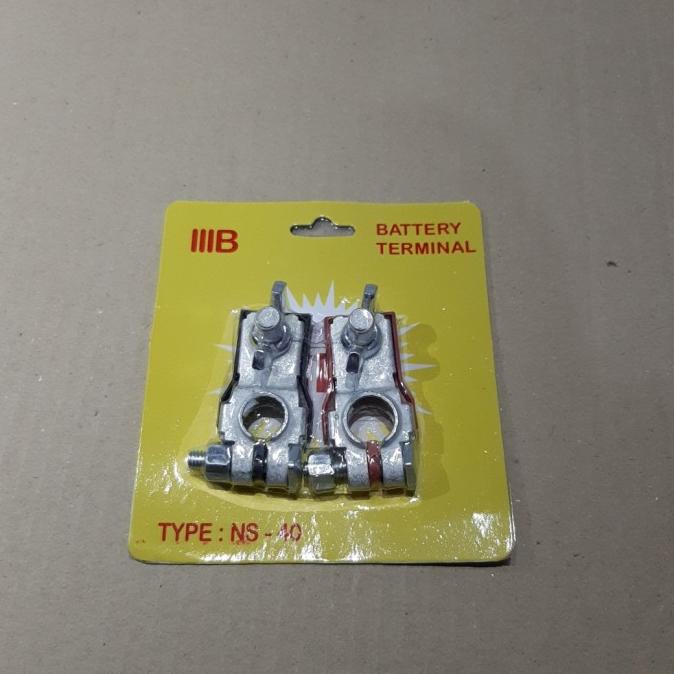 IIIB
BATTERY
TERMINAL
TYPE : NS - 40